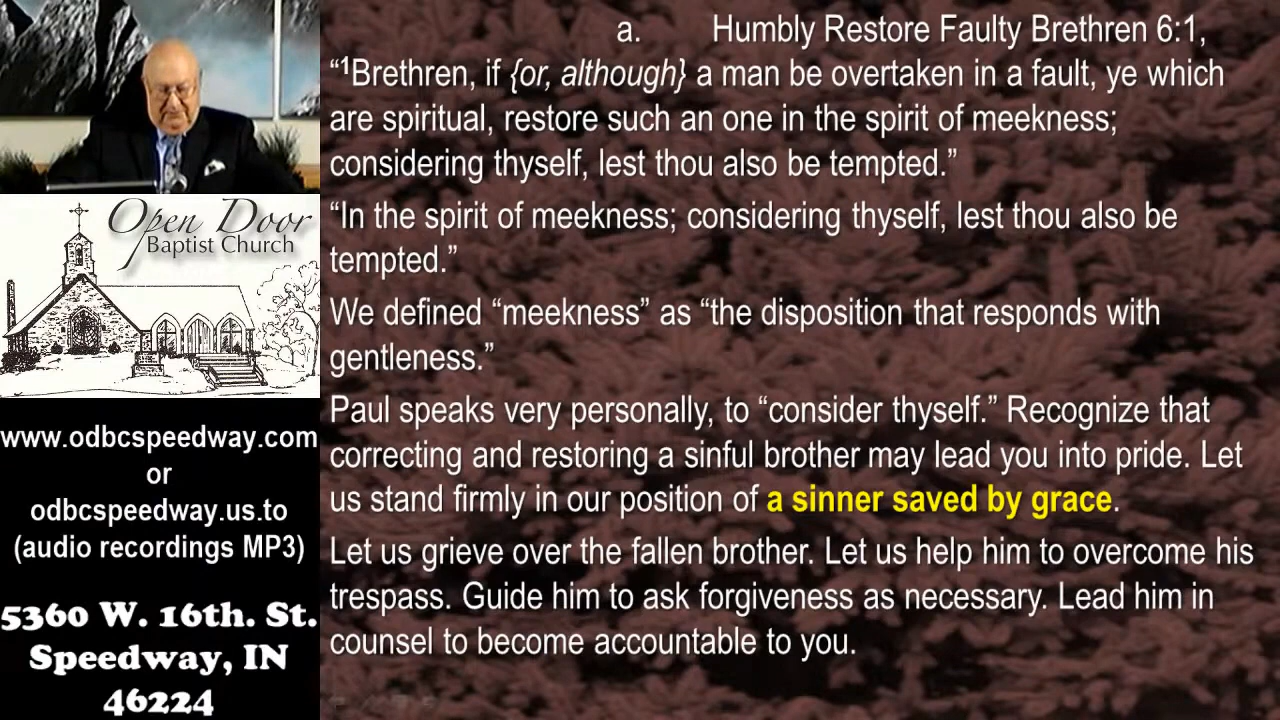 Open Door
Baptist Church
www.odbcspeedway.com
or
odbcspeedway.us.to
(audio recordings MP3)
5360 W. 16th. St.
Speedway, IN
46224
a. Humbly Restore Faulty Brethren 6:1,
“¹Brethren, if {or, although} a man be overtaken in a fault, ye which
are spiritual, restore such an one in the spirit of meekness;
considering thyself, lest thou also be tempted.”
“In the spirit of meekness; considering thyself, lest thou also be
tempted.”
We defined “meekness” as “the disposition that responds with
gentleness.”
Paul speaks very personally, to “consider thyself.” Recognize that
correcting and restoring a sinful brother may lead you into pride. Let
us stand firmly in our position of a sinner saved by grace.
Let us grieve over the fallen brother. Let us help him to overcome his
trespass. Guide him to ask forgiveness as necessary. Lead him in
counsel to become accountable to you.